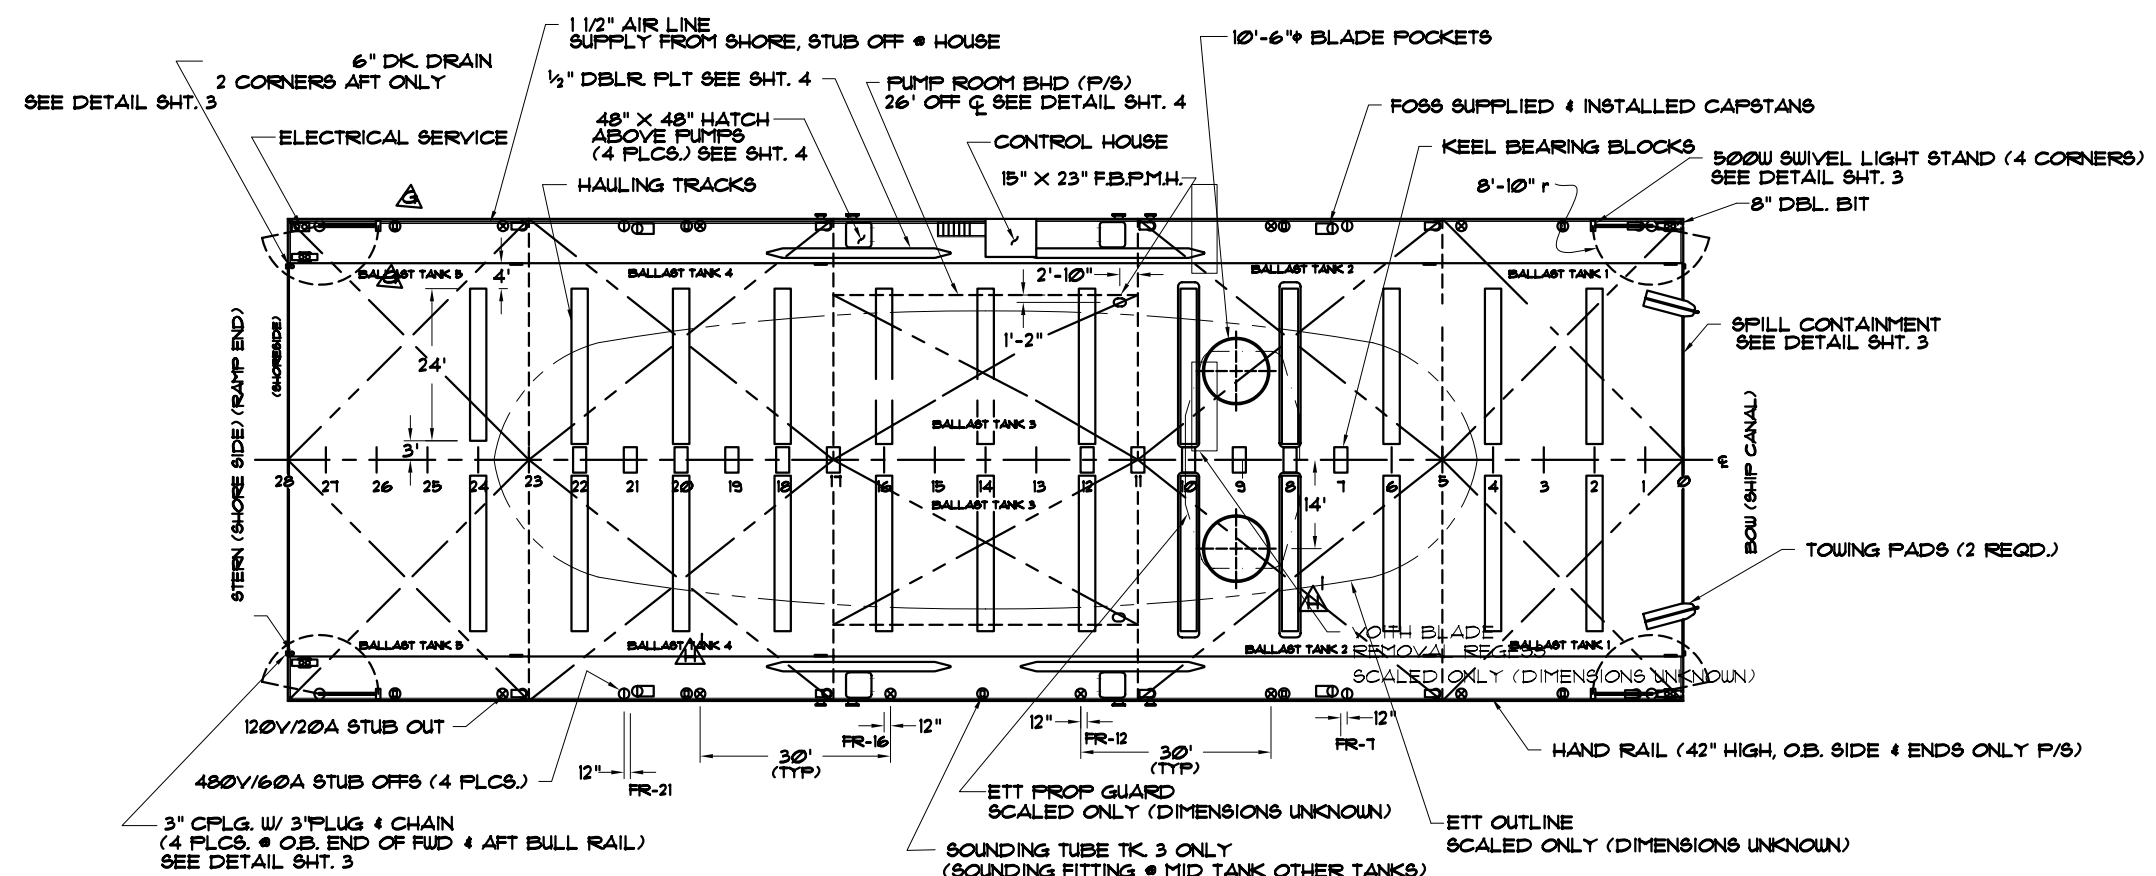 1 1/2" AIR LINE
SUPPLY FROM SHORE, STUB OFF @ HOUSE
10'-6"ϕ BLADE POCKETS
6" DK. DRAIN
2 CORNERS AFT ONLY
SEE DETAIL SHT. 3
½" DBLR. PLT SEE SHT. 4
PUMP ROOM BHD (P/S)
26' OFF ℄ SEE DETAIL SHT. 4
48" X 48" HATCH
ABOVE PUMPS
(4 PLCS.) SEE SHT. 4
FOSS SUPPLIED & INSTALLED CAPSTANS
ELECTRICAL SERVICE
CONTROL HOUSE
KEEL BEARING BLOCKS
500W SWIVEL LIGHT STAND (4 CORNERS)
SEE DETAIL SHT. 3
HAULING TRACKS
15" X 23" F.B.P.M.H.
8'-10" r
8" DBL. BIT
G
G
BALLAST TANK 5
BALLAST TANK 4
BALLAST TANK 2
BALLAST TANK 1
4'
2'-10"
1'-2"
24'
3'
STERN (SHORE SIDE) (RAMP END)
(SHORESIDE)
SPILL CONTAINMENT
SEE DETAIL SHT. 3
BALLAST TANK 3
℄
28 27 26 25 24 23 22 21 20 19 18 17 16 15 14 13 12 11 10 9 8 7 6 5 4 3 2 1 0
BALLAST TANK 3
14'
BOW (SHIP CANAL)
TOWING PADS (2 REQD.)
H
H
BALLAST TANK 5
BALLAST TANK 4
BALLAST TANK 2
BALLAST TANK 1
VOITH BLADE
REMOVAL REGESS
SCALED ONLY (DIMENSIONS UNKNOWN)
120V/20A STUB OUT
12"
FR-16
12"
FR-12
12"
FR-7
30'
(TYP)
30'
(TYP)
HAND RAIL (42" HIGH, O.B. SIDE & ENDS ONLY P/S)
480V/60A STUB OFFS (4 PLCS.)
12"
FR-21
ETT PROP GUARD
SCALED ONLY (DIMENSIONS UNKNOWN)
3" CPLG. W/ 3"PLUG & CHAIN
(4 PLCS. @ O.B. END OF FWD & AFT BULL RAIL)
SEE DETAIL SHT. 3
ETT OUTLINE
SCALED ONLY (DIMENSIONS UNKNOWN)
SOUNDING TUBE TK. 3 ONLY
(SOUNDING FITTING @ MID TANK OTHER TANKS)